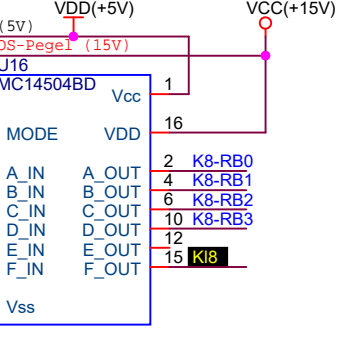 VDD(+5V) VCC(+15V)
(5V)
OS-Pegel (15V)
U16
MC14504BD
Vcc 1
MODE VDD 16
A_IN A_OUT 2 K8-RB0
B_IN B_OUT 4 K8-RB1
C_IN C_OUT 6 K8-RB2
D_IN D_OUT 10 K8-RB3
E_IN E_OUT 12
F_IN F_OUT 15 KI8
Vss